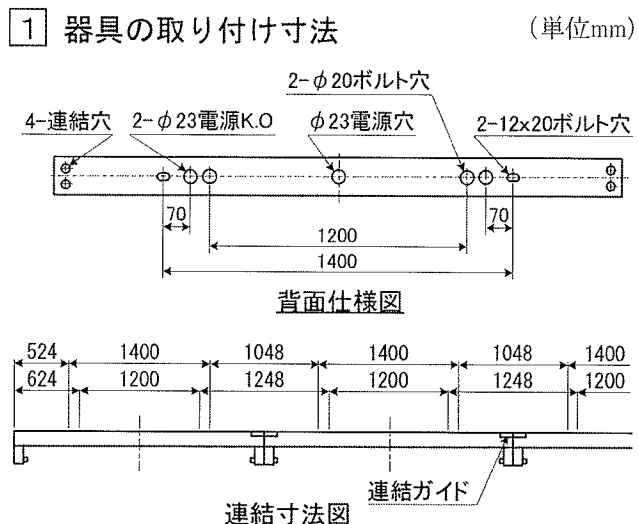 1 器具の取り付け寸法 (単位mm)
2-φ20ボルト穴
4-連結穴 2-φ23電源K.O φ23電源穴 2-12x20ボルト穴
70 70
1200
1400
背面仕様図
524 1400 1048 1400 1048 1400
624 1200 1248 1200 1248 1200
連結ガイド
連結寸法図